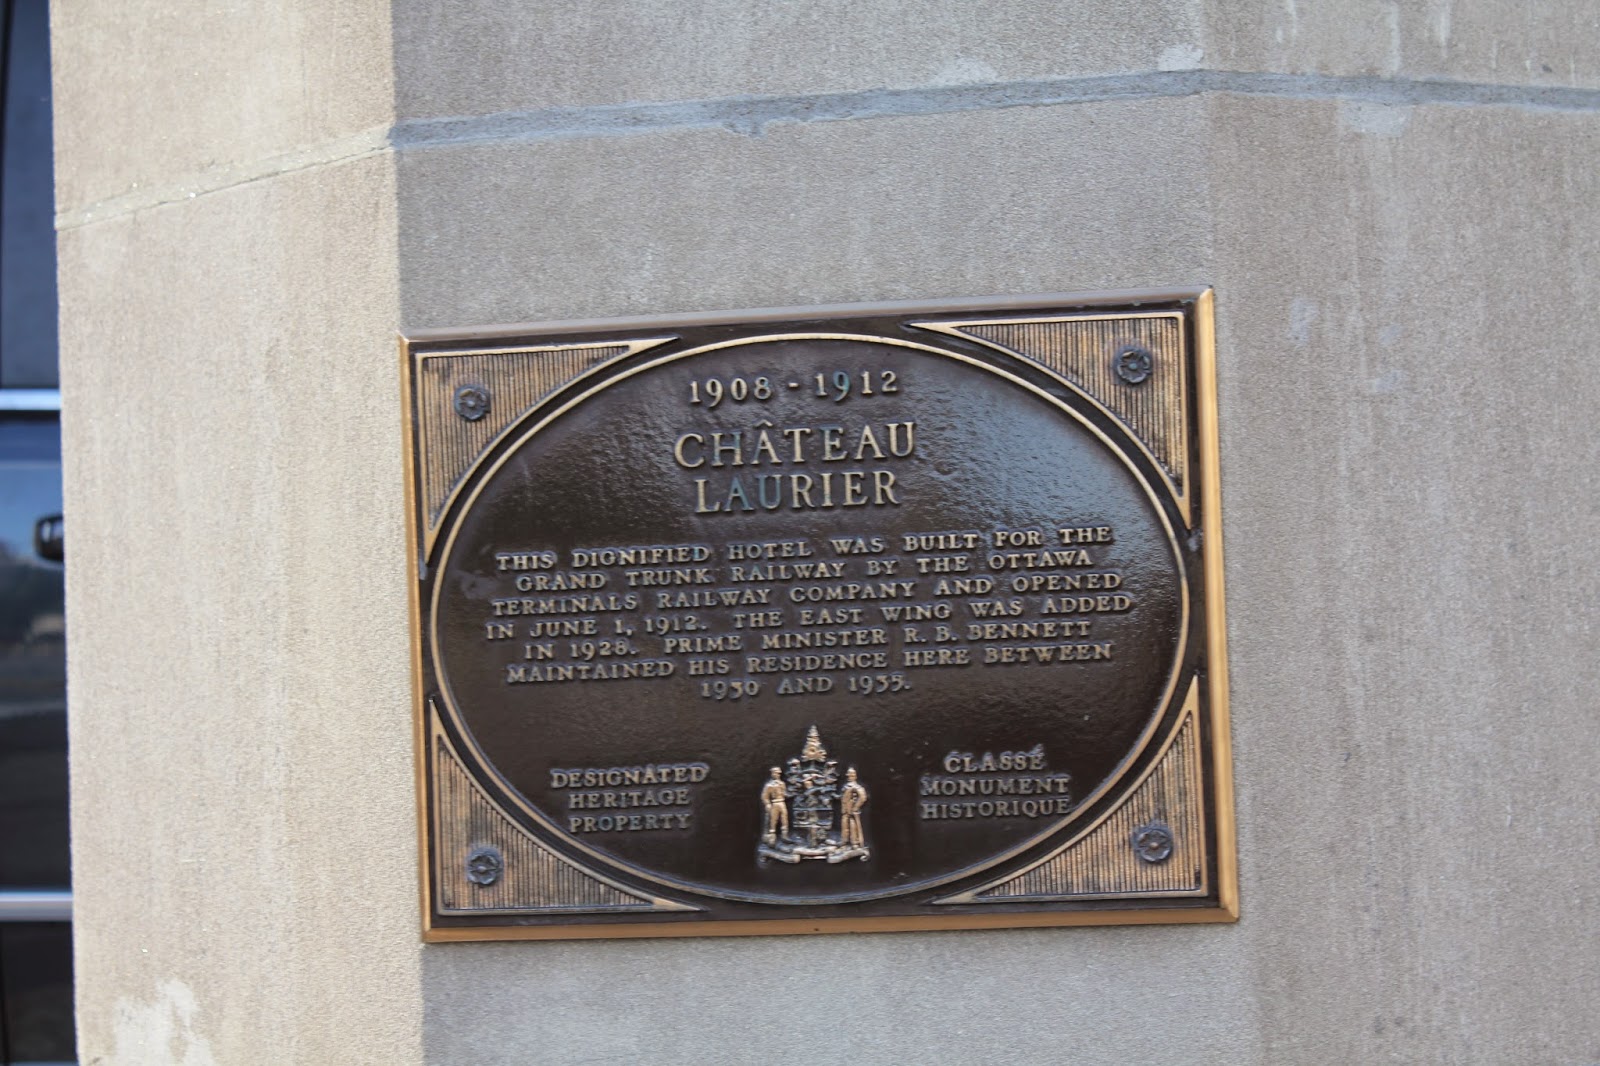 1908 - 1912
CHÂTEAU
LAURIER
THIS DIGNIFIED HOTEL WAS BUILT FOR THE
GRAND TRUNK RAILWAY BY THE OTTAWA
TERMINALS RAILWAY COMPANY AND OPENED
IN JUNE 1, 1912. THE EAST WING WAS ADDED
IN 1928. PRIME MINISTER R. B. BENNETT
MAINTAINED HIS RESIDENCE HERE BETWEEN
1930 AND 1935.
DESIGNATED
HERITAGE
PROPERTY
CLASSÉ
MONUMENT
HISTORIQUE